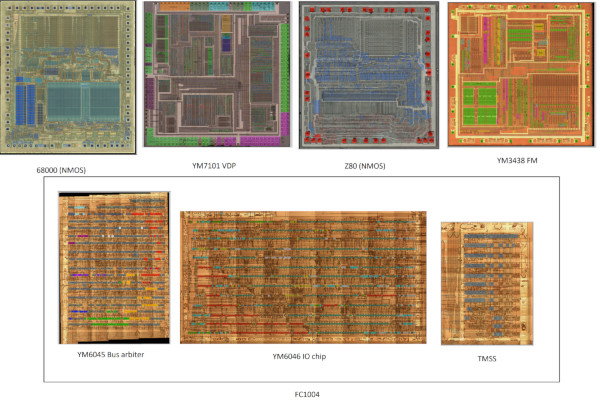 68000 (NMOS)
YM7101 VDP
Z80 (NMOS)
YM3438 FM
YM6045 Bus arbiter
YM6046 IO chip
TMSS
FC1004